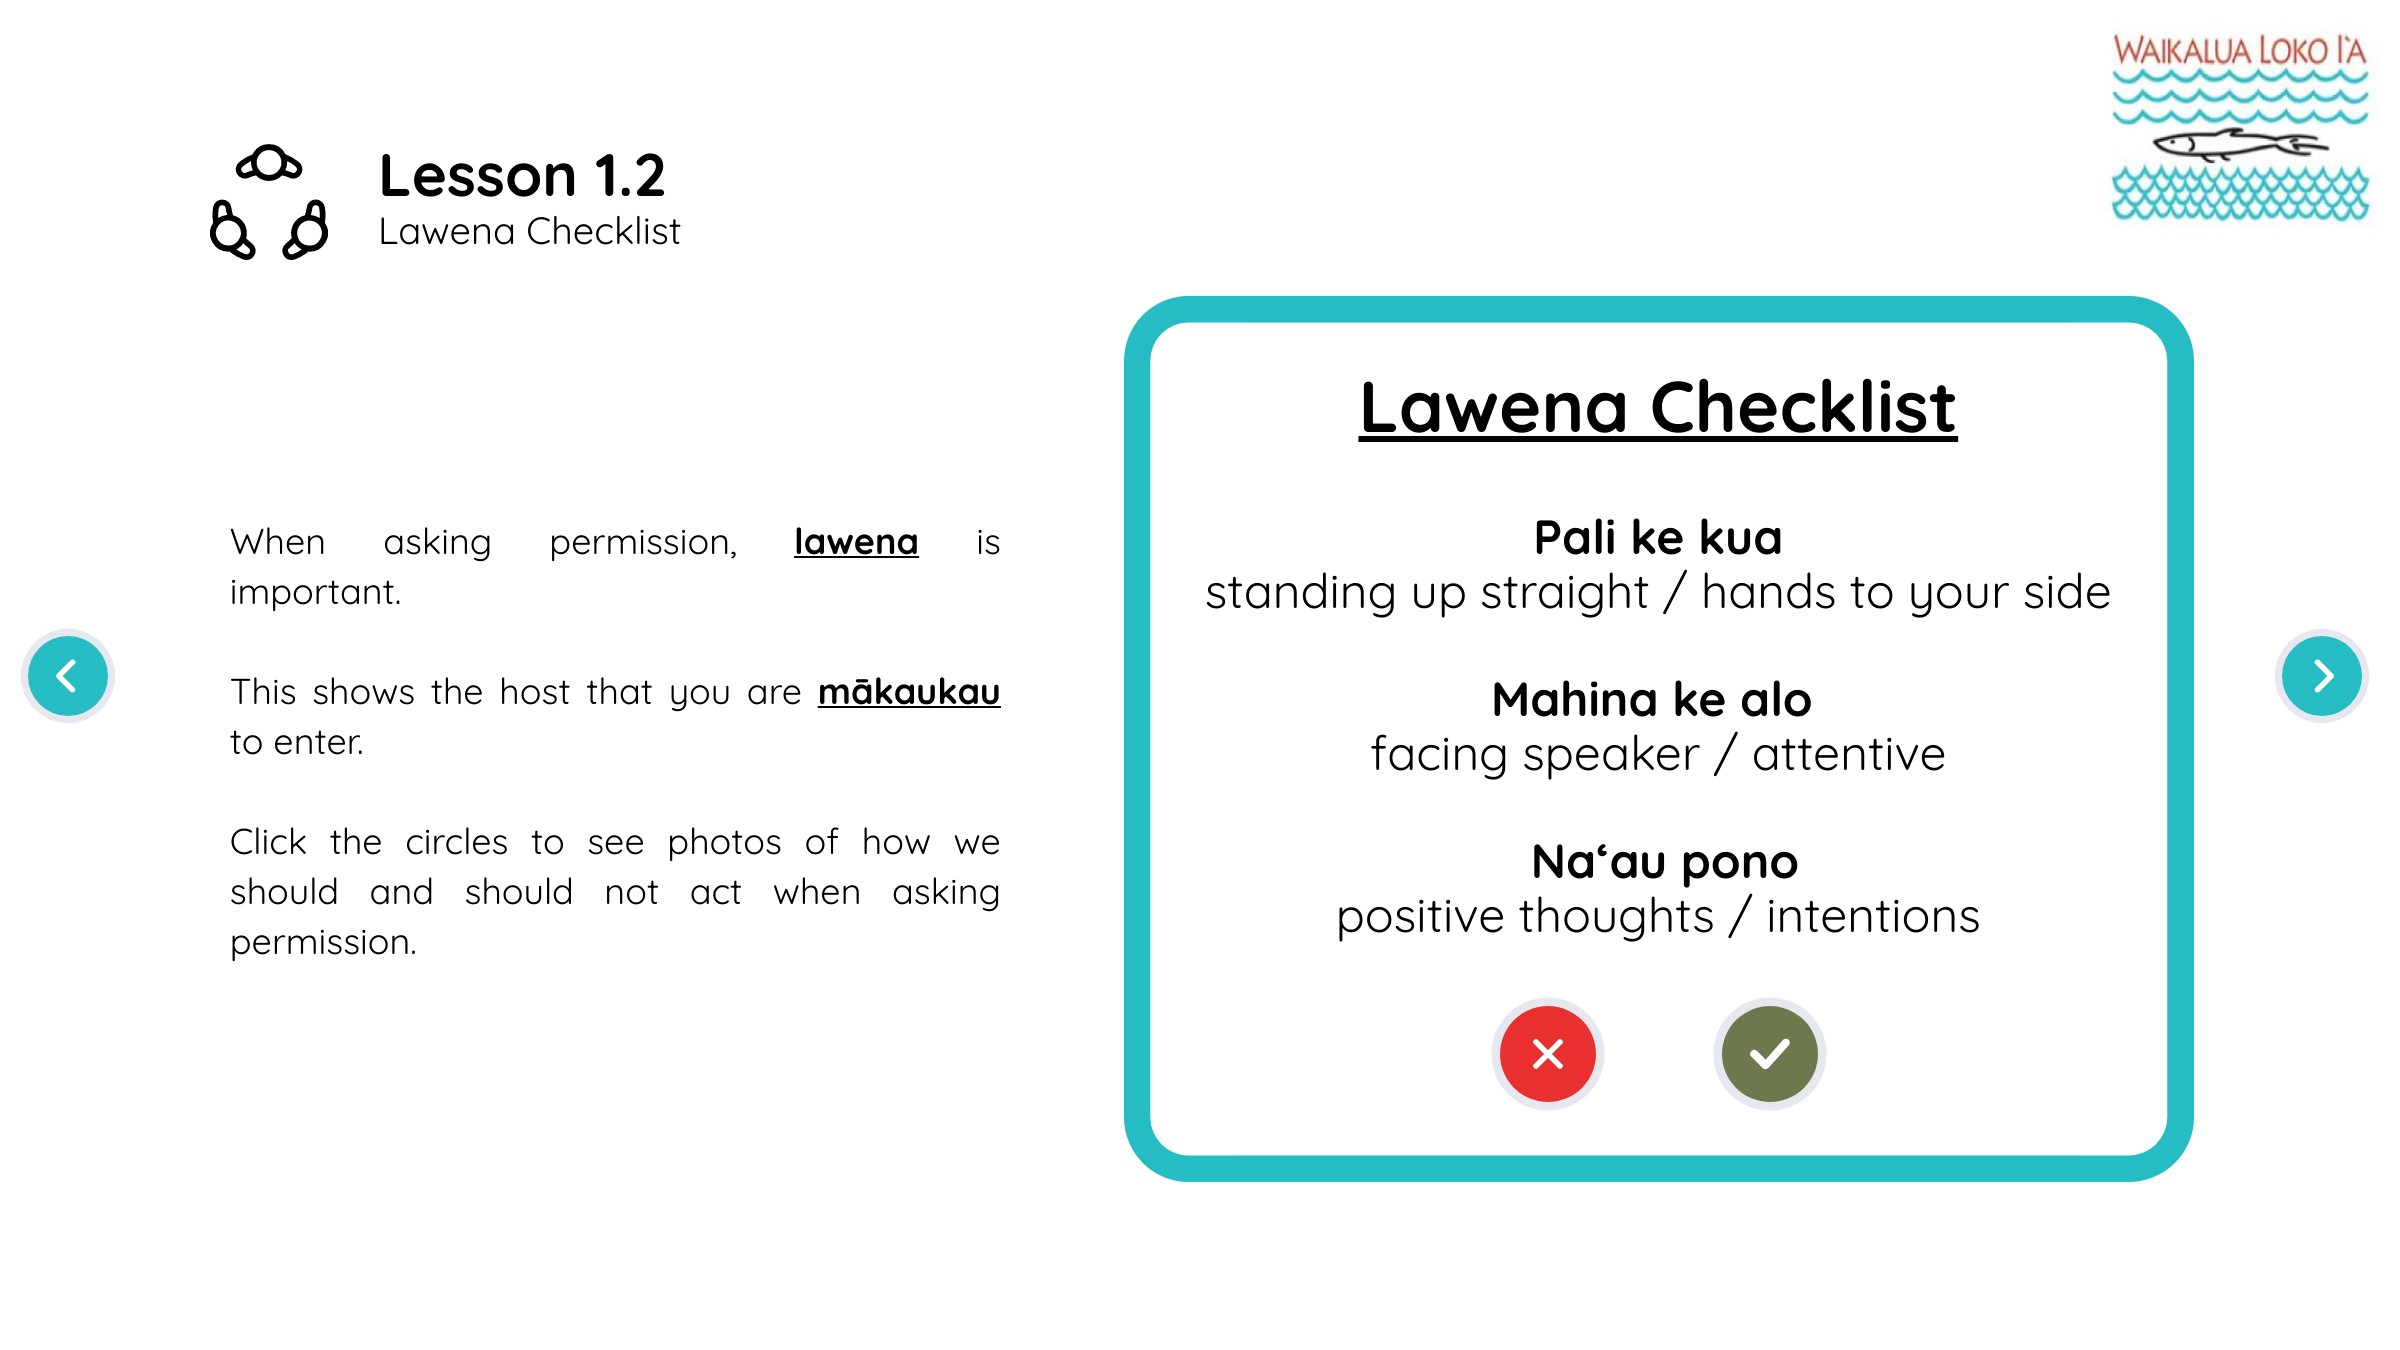 WAIKALUA LOKO I`A
Lesson 1.2
Lawena Checklist
When asking permission, lawena is
important.
This shows the host that you are mākaukau
to enter.
Click the circles to see photos of how we
should and should not act when asking
permission.
Lawena Checklist
Pali ke kua
standing up straight / hands to your side
Mahina ke alo
facing speaker / attentive
Naʻau pono
positive thoughts / intentions